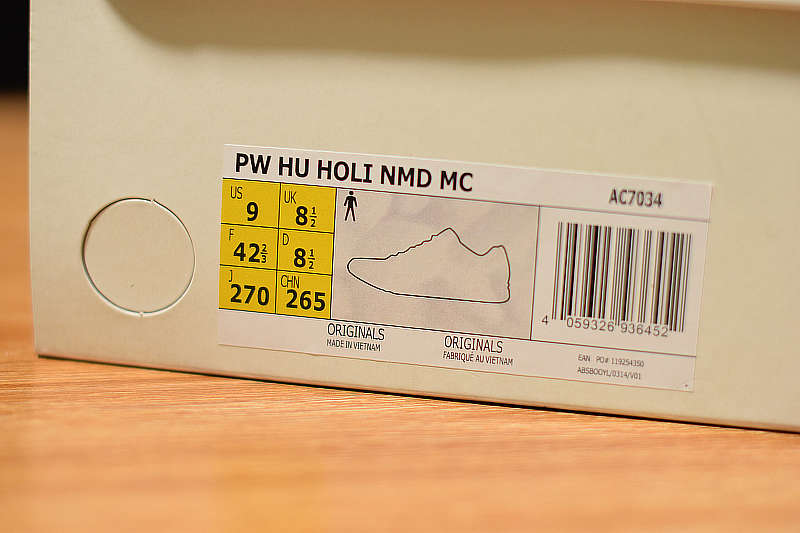 PW HU HOLI NMD MC
AC7034
US 9 UK 8½
F 42⅔ D 8½
J 270 CHN 265
4 059326 936452
ORIGINALS
MADE IN VIETNAM
ORIGINALS
FABRIQUÉ AU VIETNAM
EAN PO# 119254350
ABSBOOYL/0314/V01